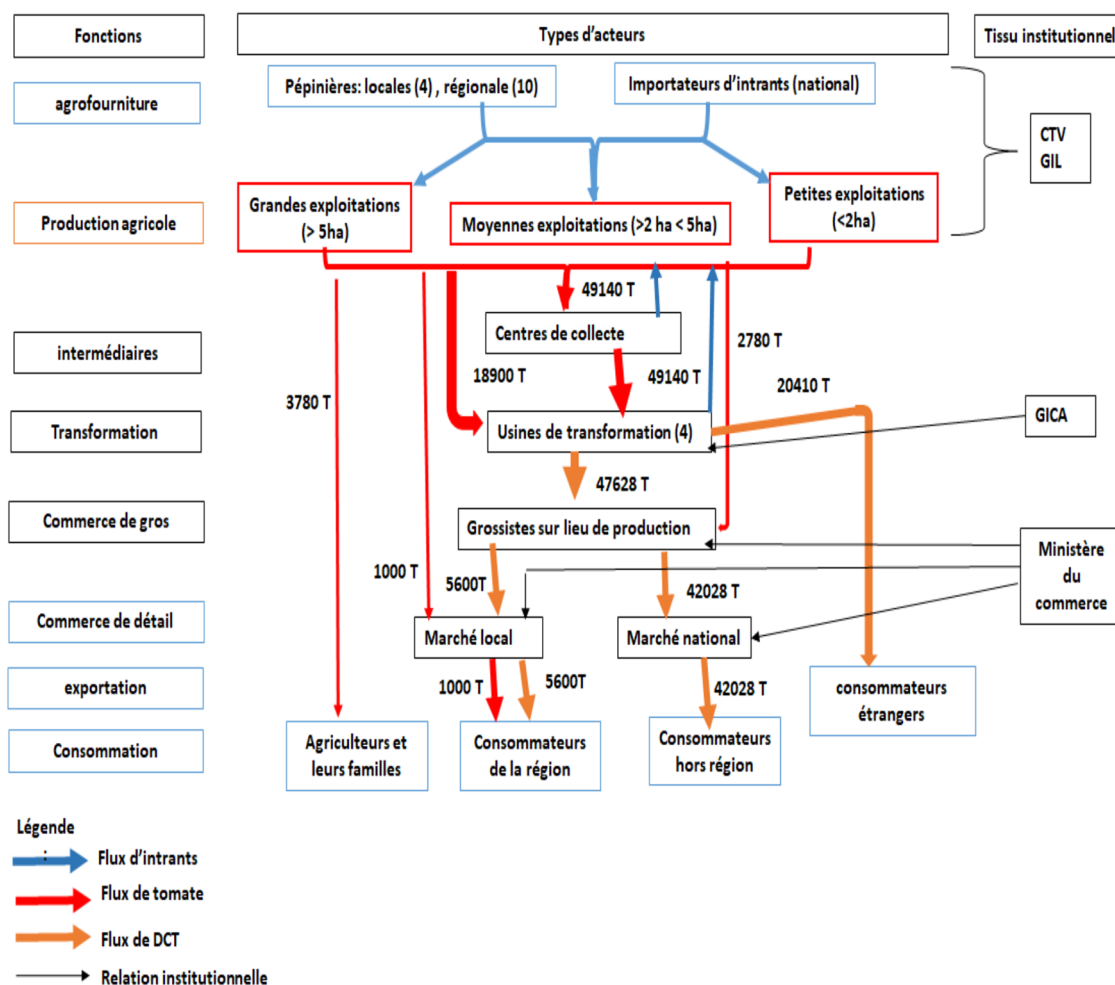 Fonctions
Types d'acteurs
Tissu institutionnel
agrofourniture
Pépinières: locales (4) , régionale (10)
Importateurs d'intrants (national)
CTV
GIL
Production agricole
Grandes exploitations
(> 5ha)
Moyennes exploitations (>2 ha < 5ha)
Petites exploitations
(<2ha)
49140 T
intermédiaires
Centres de collecte
2780 T
18900 T
49140 T
20410 T
3780 T
Transformation
Usines de transformation (4)
GICA
47628 T
Commerce de gros
Grossistes sur lieu de production
Ministère
du
commerce
1000 T
5600T
42028 T
Commerce de détail
Marché local
Marché national
exportation
1000 T
5600T
42028 T
consommateurs
étrangers
Consommation
Agriculteurs et
leurs familles
Consommateurs
de la région
Consommateurs
hors région
Légende
:
Flux d'intrants
Flux de tomate
Flux de DCT
Relation institutionnelle